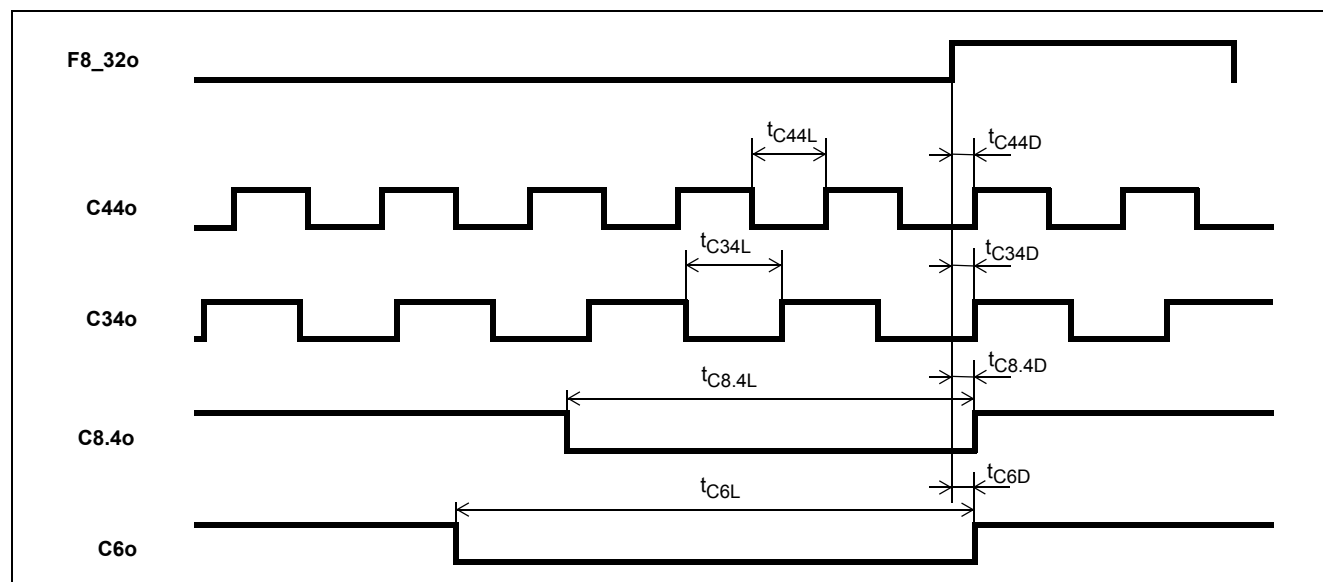 F8_32o
tC44L
tC44D
C44o
tC34L
tC34D
C34o
tC8.4L
tC8.4D
C8.4o
tC6L
tC6D
C6o